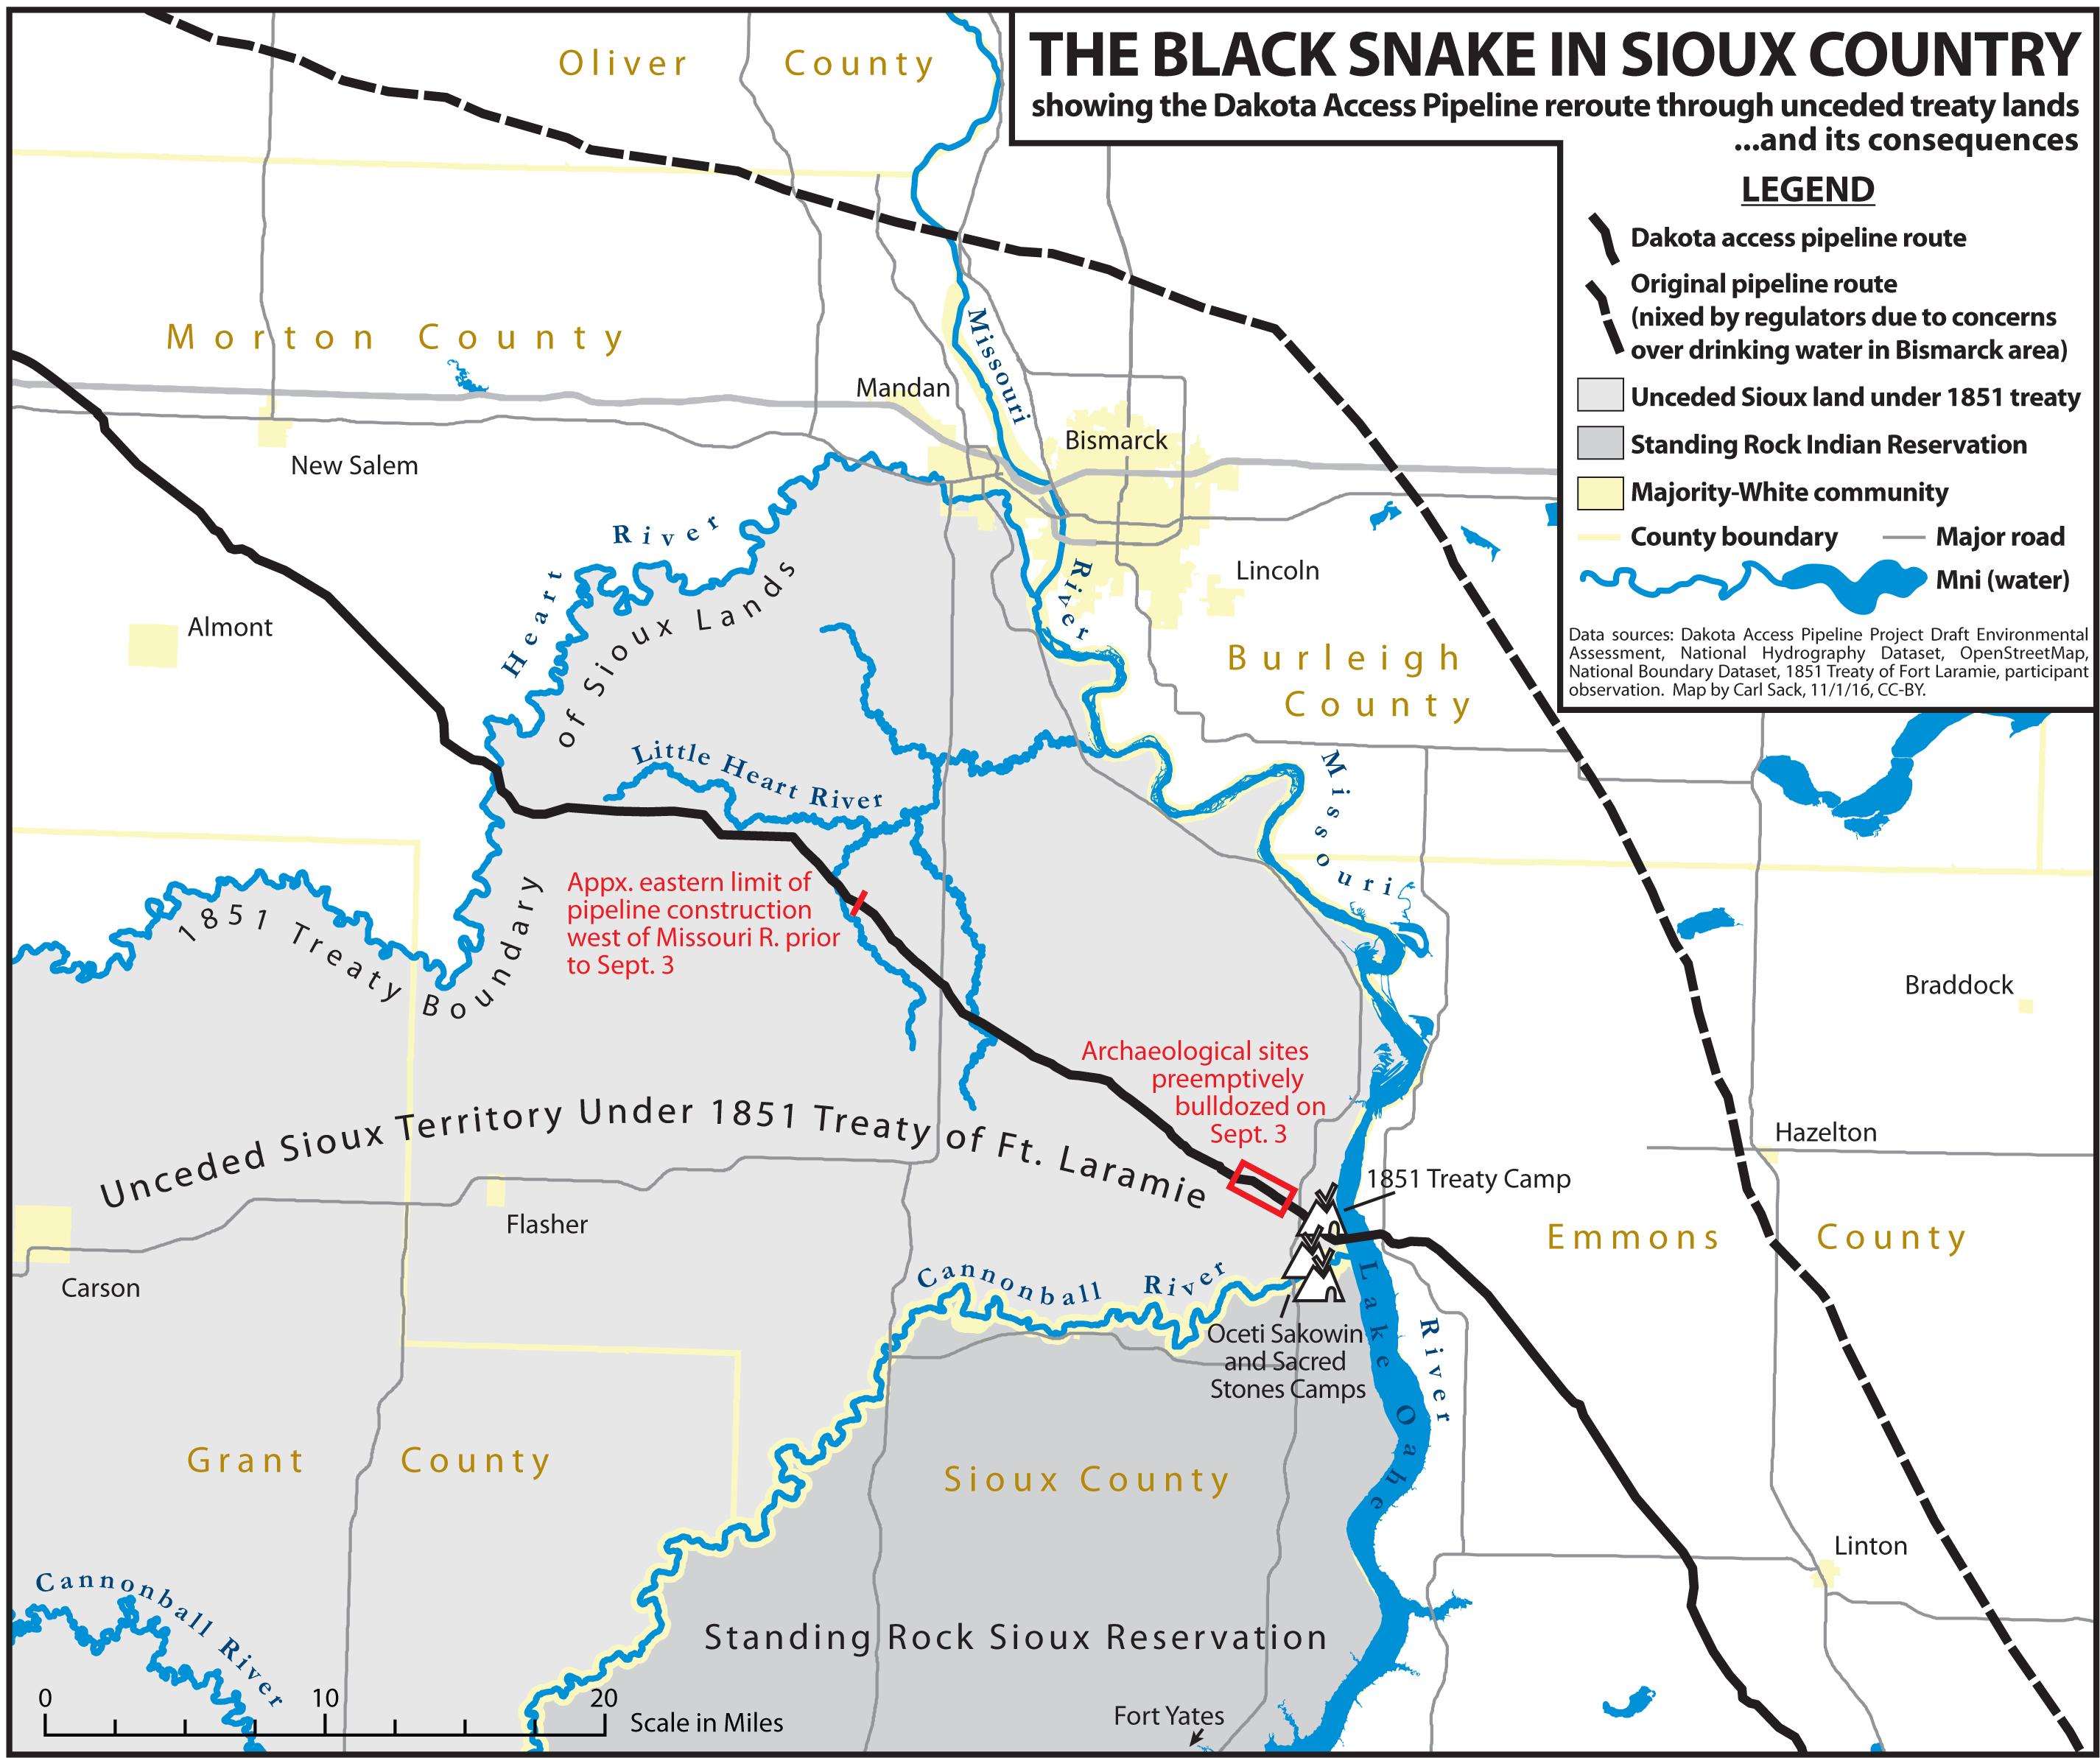 THE BLACK SNAKE IN SIOUX COUNTRY
showing the Dakota Access Pipeline reroute through unceded treaty lands
...and its consequences
LEGEND
Dakota access pipeline route
Original pipeline route
(nixed by regulators due to concerns
over drinking water in Bismarck area)
Unceded Sioux land under 1851 treaty
Standing Rock Indian Reservation
Majority-White community
County boundary
Major road
Mni (water)
Data sources: Dakota Access Pipeline Project Draft Environmental
Assessment, National Hydrography Dataset, OpenStreetMap,
National Boundary Dataset, 1851 Treaty of Fort Laramie, participant
observation. Map by Carl Sack, 11/1/16, CC-BY.
Oliver County
Morton County
Missouri
Mandan
Bismarck
New Salem
River
Heart River
Lincoln
Almont
of Sioux Lands
Burleigh
County
Little Heart River
Missouri
1851 Treaty Boundary
Appx. eastern limit of
pipeline construction
west of Missouri R. prior
to Sept. 3
Braddock
Archaeological sites
preemptively
bulldozed on
Sept. 3
Unceded Sioux Territory Under 1851 Treaty of Ft. Laramie
Hazelton
1851 Treaty Camp
Flasher
Emmons County
Carson
Cannonball River
Lake Oahe
River
Oceti Sakowin
and Sacred
Stones Camps
Grant County
Sioux County
Linton
Cannonball River
Standing Rock Sioux Reservation
0 10 20
Scale in Miles
Fort Yates